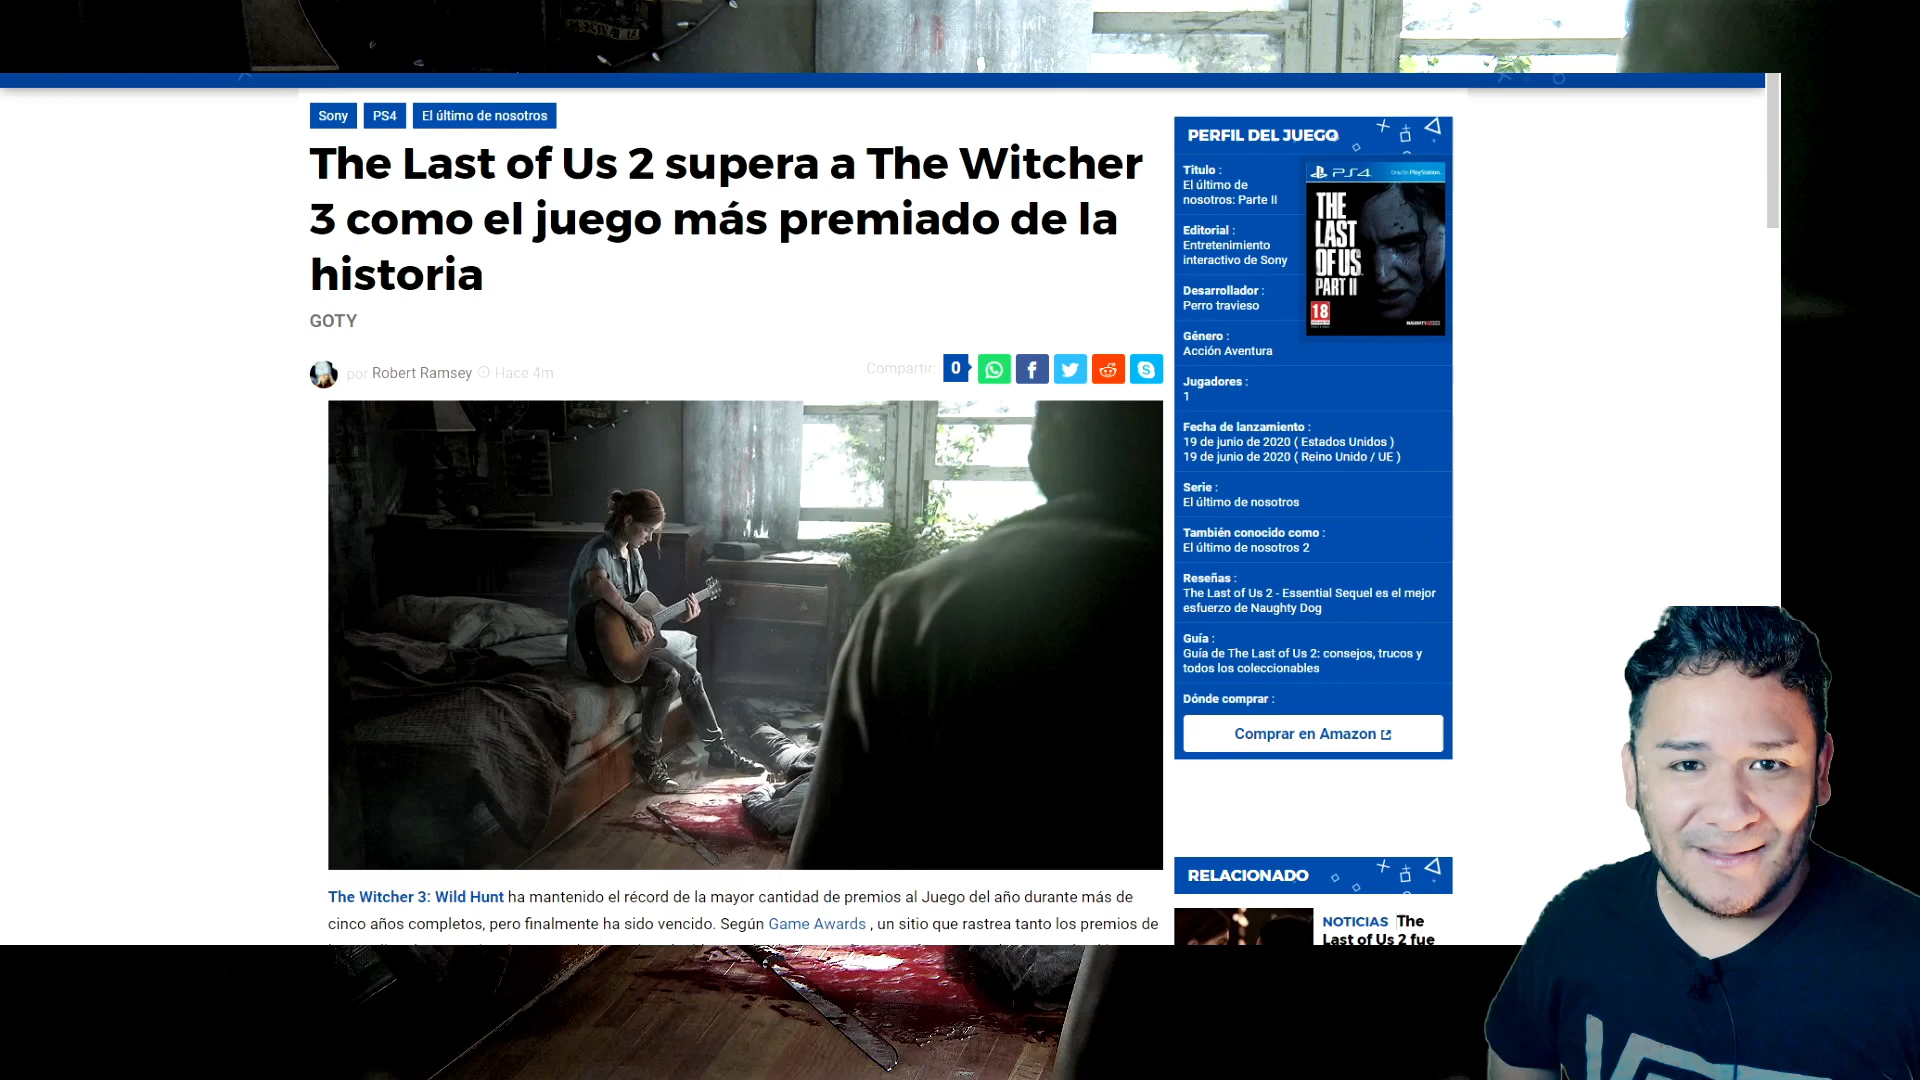 Sony PS4 El último de nosotros
The Last of Us 2 supera a The Witcher
3 como el juego más premiado de la
historia
GOTY
por Robert Ramsey Hace 4m
Compartir: 0
The Witcher 3: Wild Hunt ha mantenido el récord de la mayor cantidad de premios al Juego del año durante más de
cinco años completos, pero finalmente ha sido vencido. Según Game Awards , un sitio que rastrea tanto los premios de
PERFIL DEL JUEGO
Titulo :
El último de
nosotros: Parte II
Editorial :
Entretenimiento
interactivo de Sony
Desarrollador :
Perro travieso
Género :
Acción Aventura
Jugadores :
1
Fecha de lanzamiento :
19 de junio de 2020 ( Estados Unidos )
19 de junio de 2020 ( Reino Unido / UE )
Serie :
El último de nosotros
También conocido como :
El último de nosotros 2
Reseñas :
The Last of Us 2 - Essential Sequel es el mejor
esfuerzo de Naughty Dog
Guía :
Guía de The Last of Us 2: consejos, trucos y
todos los coleccionables
Dónde comprar :
Comprar en Amazon
PS4 Only On PlayStation
THE
LAST
OF US
PART II
18
RELACIONADO
NOTICIAS The
Last of Us 2 fue